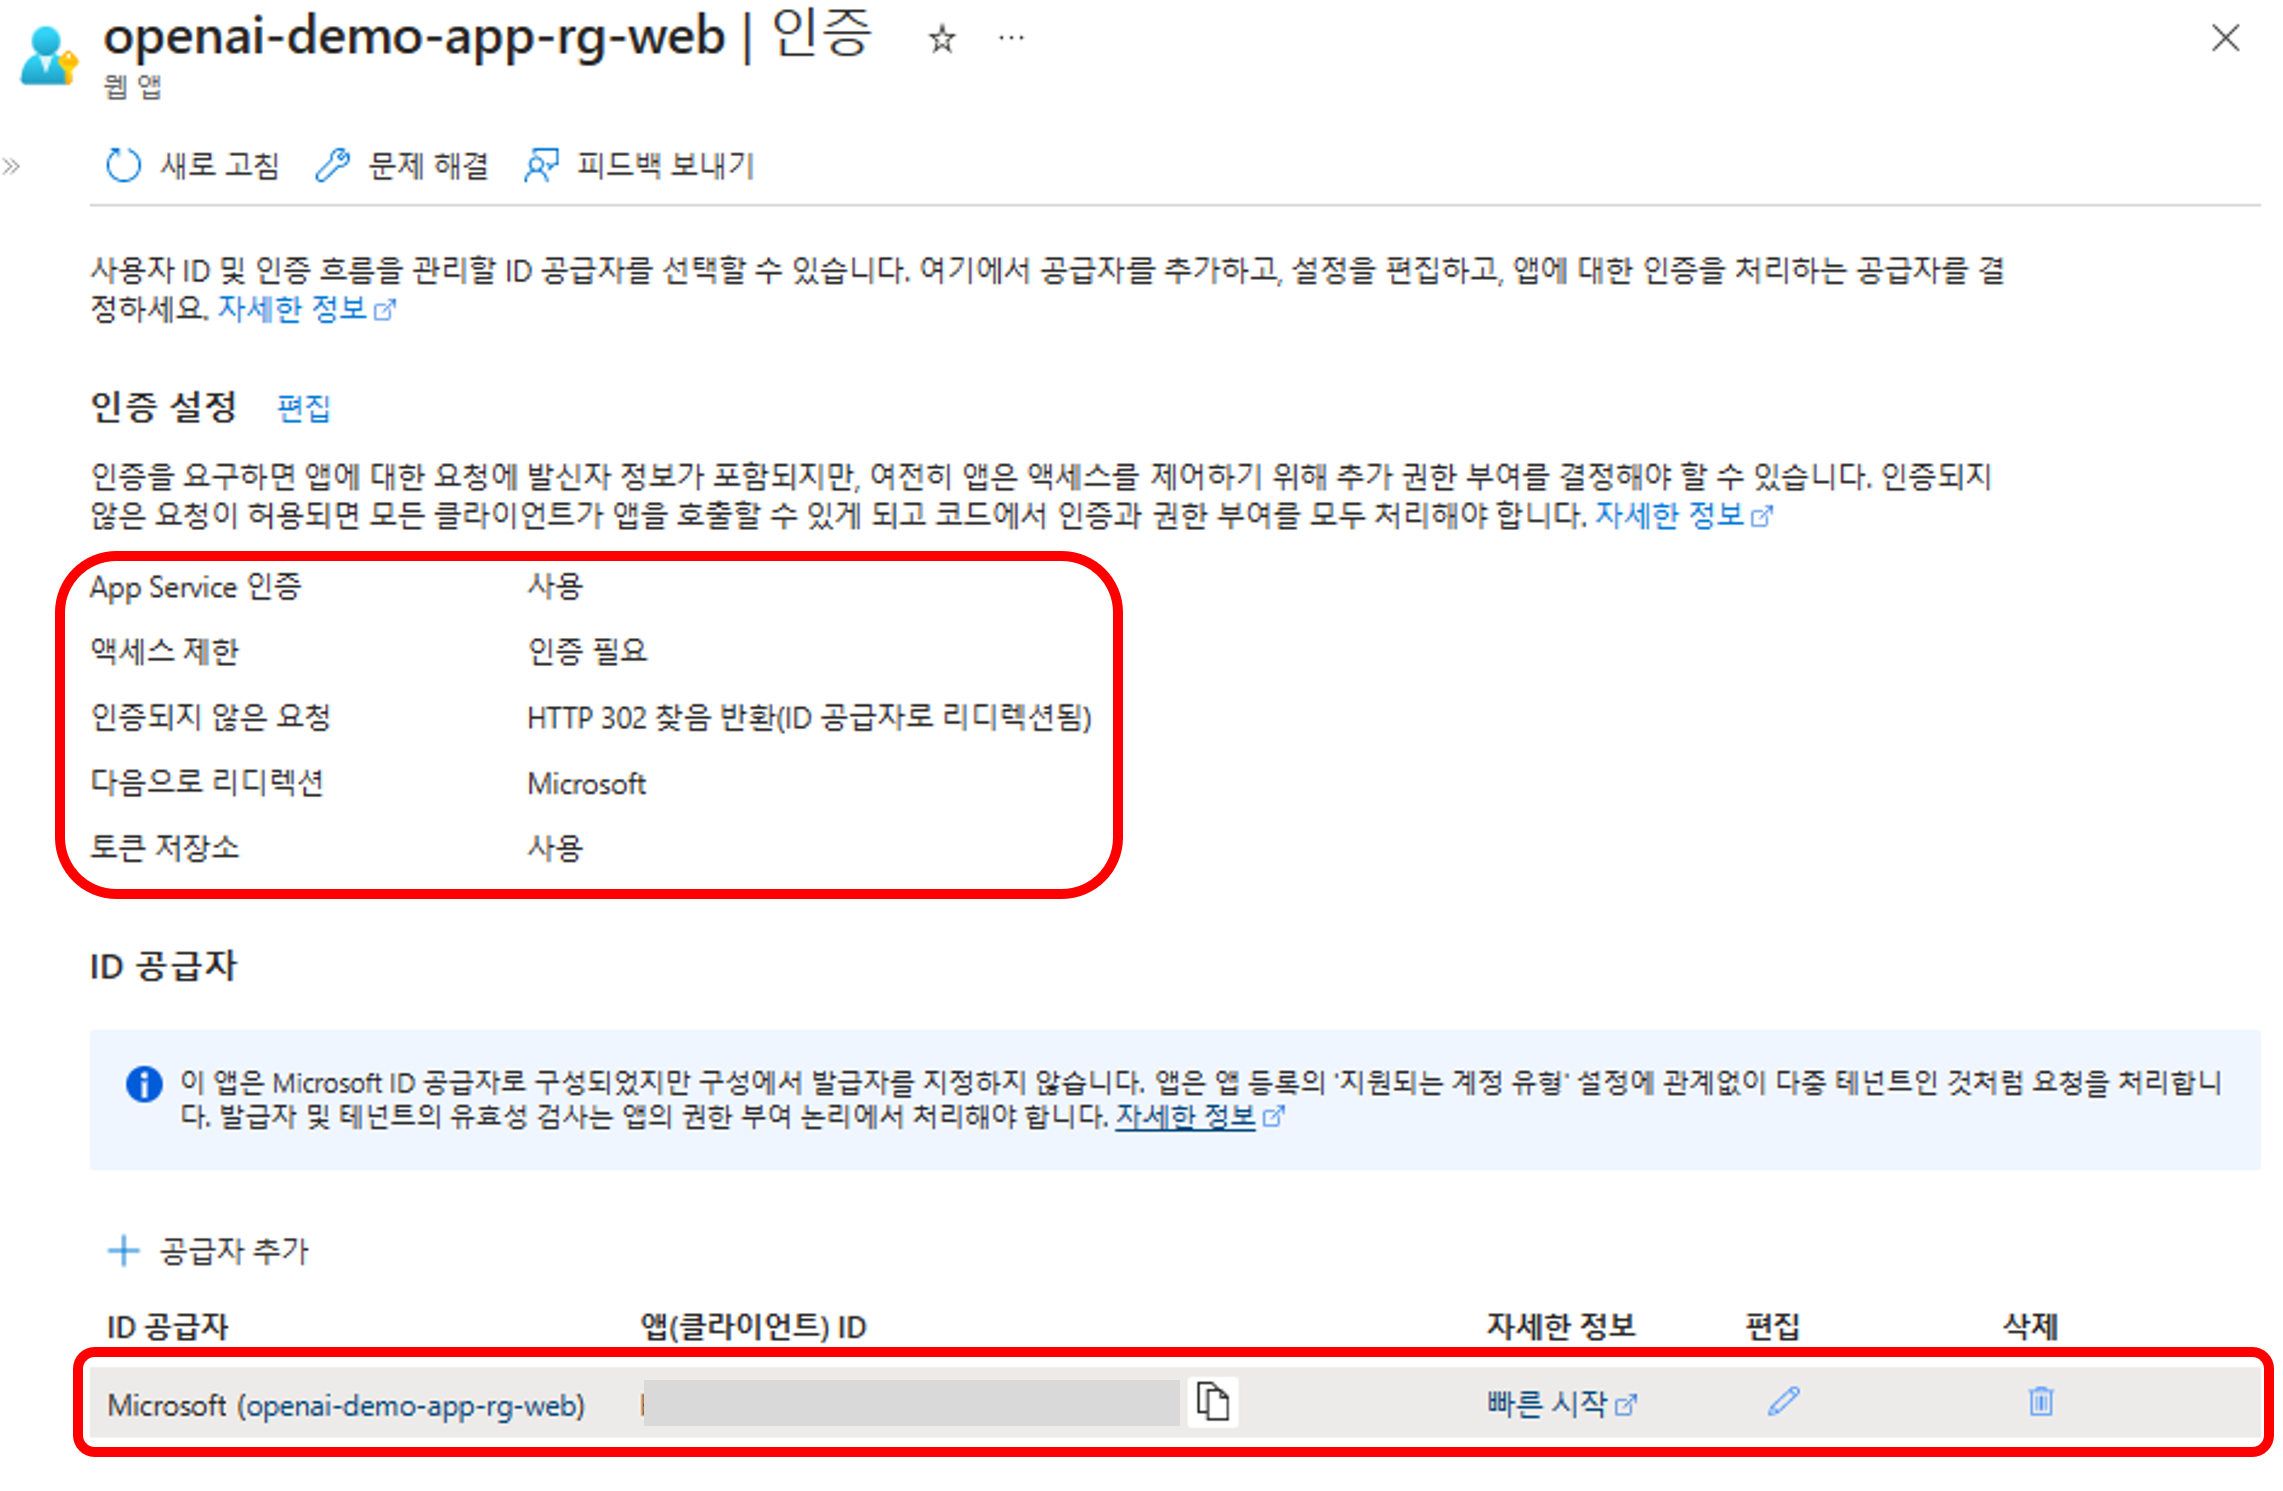 openai-demo-app-rg-web | 인증
웹 앱
새로 고침 문제 해결 피드백 보내기
사용자 ID 및 인증 흐름을 관리할 ID 공급자를 선택할 수 있습니다. 여기에서 공급자를 추가하고, 설정을 편집하고, 앱에 대한 인증을 처리하는 공급자를 결
정하세요. 자세한 정보
인증 설정 편집
인증을 요구하면 앱에 대한 요청에 발신자 정보가 포함되지만, 여전히 앱은 액세스를 제어하기 위해 추가 권한 부여를 결정해야 할 수 있습니다. 인증되지
않은 요청이 허용되면 모든 클라이언트가 앱을 호출할 수 있게 되고 코드에서 인증과 권한 부여를 모두 처리해야 합니다. 자세한 정보
App Service 인증 사용
액세스 제한 인증 필요
인증되지 않은 요청 HTTP 302 찾음 반환(ID 공급자로 리디렉션됨)
다음으로 리디렉션 Microsoft
토큰 저장소 사용
ID 공급자
이 앱은 Microsoft ID 공급자로 구성되었지만 구성에서 발급자를 지정하지 않습니다. 앱은 앱 등록의 '지원되는 계정 유형' 설정에 관계없이 다중 테넌트인 것처럼 요청을 처리합니
다. 발급자 및 테넌트의 유효성 검사는 앱의 권한 부여 논리에서 처리해야 합니다. 자세한 정보
공급자 추가
ID 공급자 앱(클라이언트) ID 자세한 정보 편집 삭제
Microsoft (openai-demo-app-rg-web) 빠른 시작